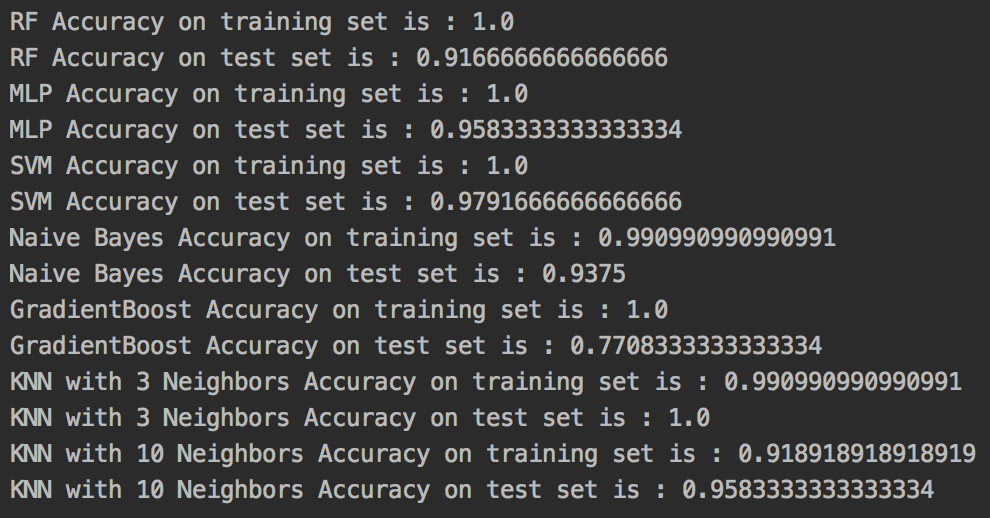 RF Accuracy on training set is : 1.0
RF Accuracy on test set is : 0.9166666666666666
MLP Accuracy on training set is : 1.0
MLP Accuracy on test set is : 0.9583333333333334
SVM Accuracy on training set is : 1.0
SVM Accuracy on test set is : 0.9791666666666666
Naive Bayes Accuracy on training set is : 0.990990990990991
Naive Bayes Accuracy on test set is : 0.9375
GradientBoost Accuracy on training set is : 1.0
GradientBoost Accuracy on test set is : 0.7708333333333334
KNN with 3 Neighbors Accuracy on training set is : 0.990990990990991
KNN with 3 Neighbors Accuracy on test set is : 1.0
KNN with 10 Neighbors Accuracy on training set is : 0.918918918918919
KNN with 10 Neighbors Accuracy on test set is : 0.9583333333333334